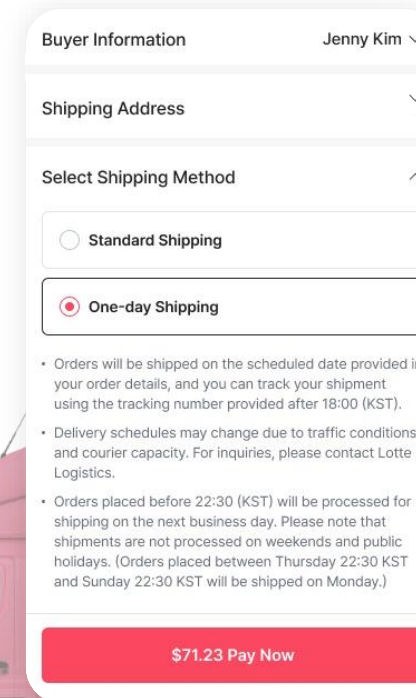 Buyer Information
Jenny Kim
Shipping Address
Select Shipping Method
Standard Shipping
One-day Shipping
• Orders will be shipped on the scheduled date provided
your order details, and you can track your shipment
using the tracking number provided after 18:00 (KST).
• Delivery schedules may change due to traffic conditions
and courier capacity. For inquiries, please contact Lotte
Logistics.
• Orders placed before 22:30 (KST) will be processed for
shipping on the next business day. Please note that
shipments are not processed on weekends and public
holidays. (Orders placed between Thursday 22:30 KST
and Sunday 22:30 KST will be shipped on Monday.)
$71.23 Pay Now